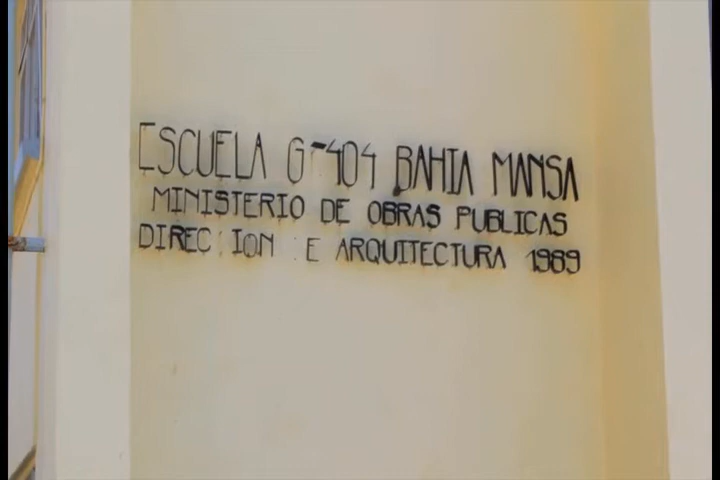 ESCUELA G-404 BAHIA MANSA
MINISTERIO DE OBRAS PUBLICAS
DIREC ION E ARQUITECTURA 1989